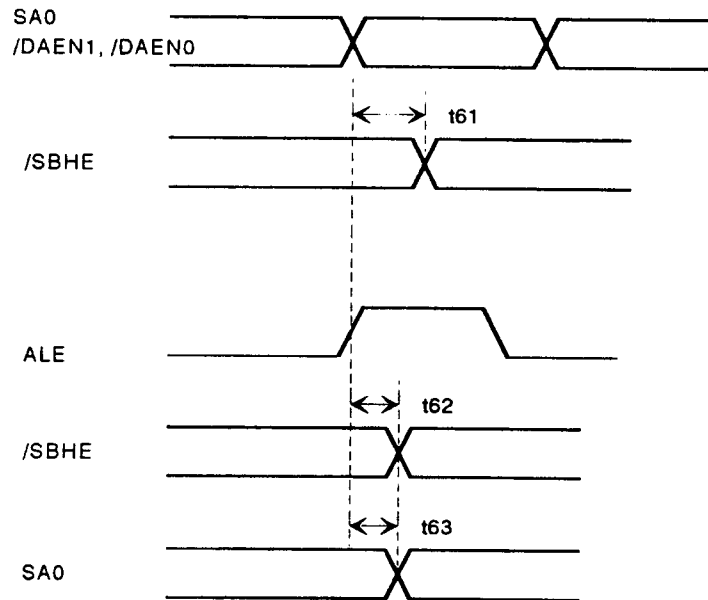 SA0
/DAEN1, /DAEN0
t61
/SBHE
ALE
t62
/SBHE
t63
SA0